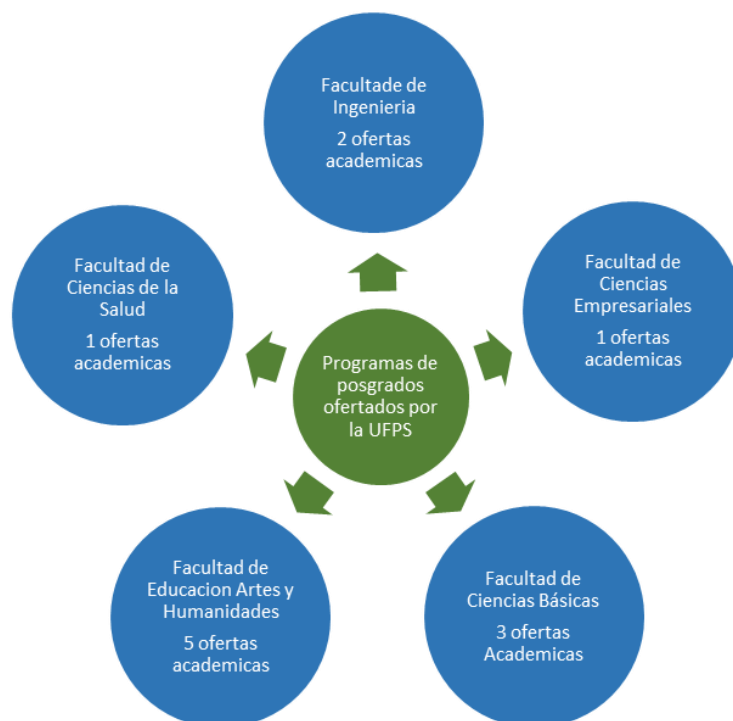 Facultade de
Ingenieria
2 ofertas
academicas
Facultad de
Ciencias de la
Salud
1 ofertas
academicas
Facultad de
Ciencias
Empresariales
1 ofertas
academicas
Programas de
posgrados
ofertados por
la UFPS
Facultad de
Educacion Artes y
Humanidades
5 ofertas
academicas
Facultad de
Ciencias Básicas
3 ofertas
Academicas